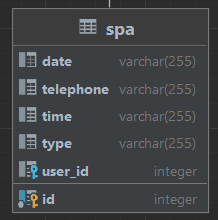 spa
date varchar(255)
telephone varchar(255)
time varchar(255)
type varchar(255)
user_id integer
id integer